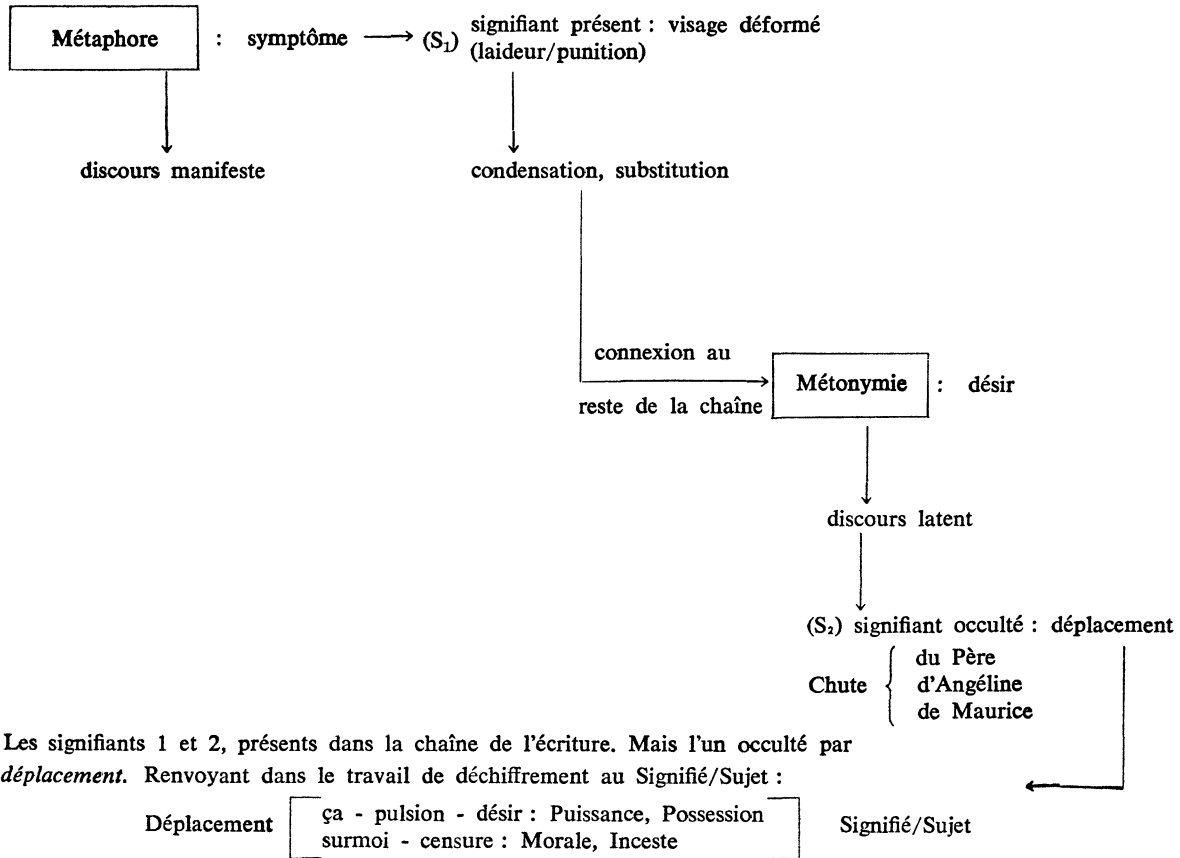 Métaphore : symptôme (S₁) signifiant présent : visage déformé
(laideur/punition)
discours manifeste condensation, substitution
connexion au
reste de la chaîne
Métonymie : désir
discours latent
(S₂) signifiant occulté : déplacement
Chute du Père
d'Angéline
de Maurice
Les signifiants 1 et 2, présents dans la chaîne de l'écriture. Mais l'un occulté par
déplacement. Renvoyant dans le travail de déchiffrement au Signifié/Sujet :
Déplacement ça - pulsion - désir : Puissance, Possession
surmoi - censure : Morale, Inceste
Signifié/Sujet